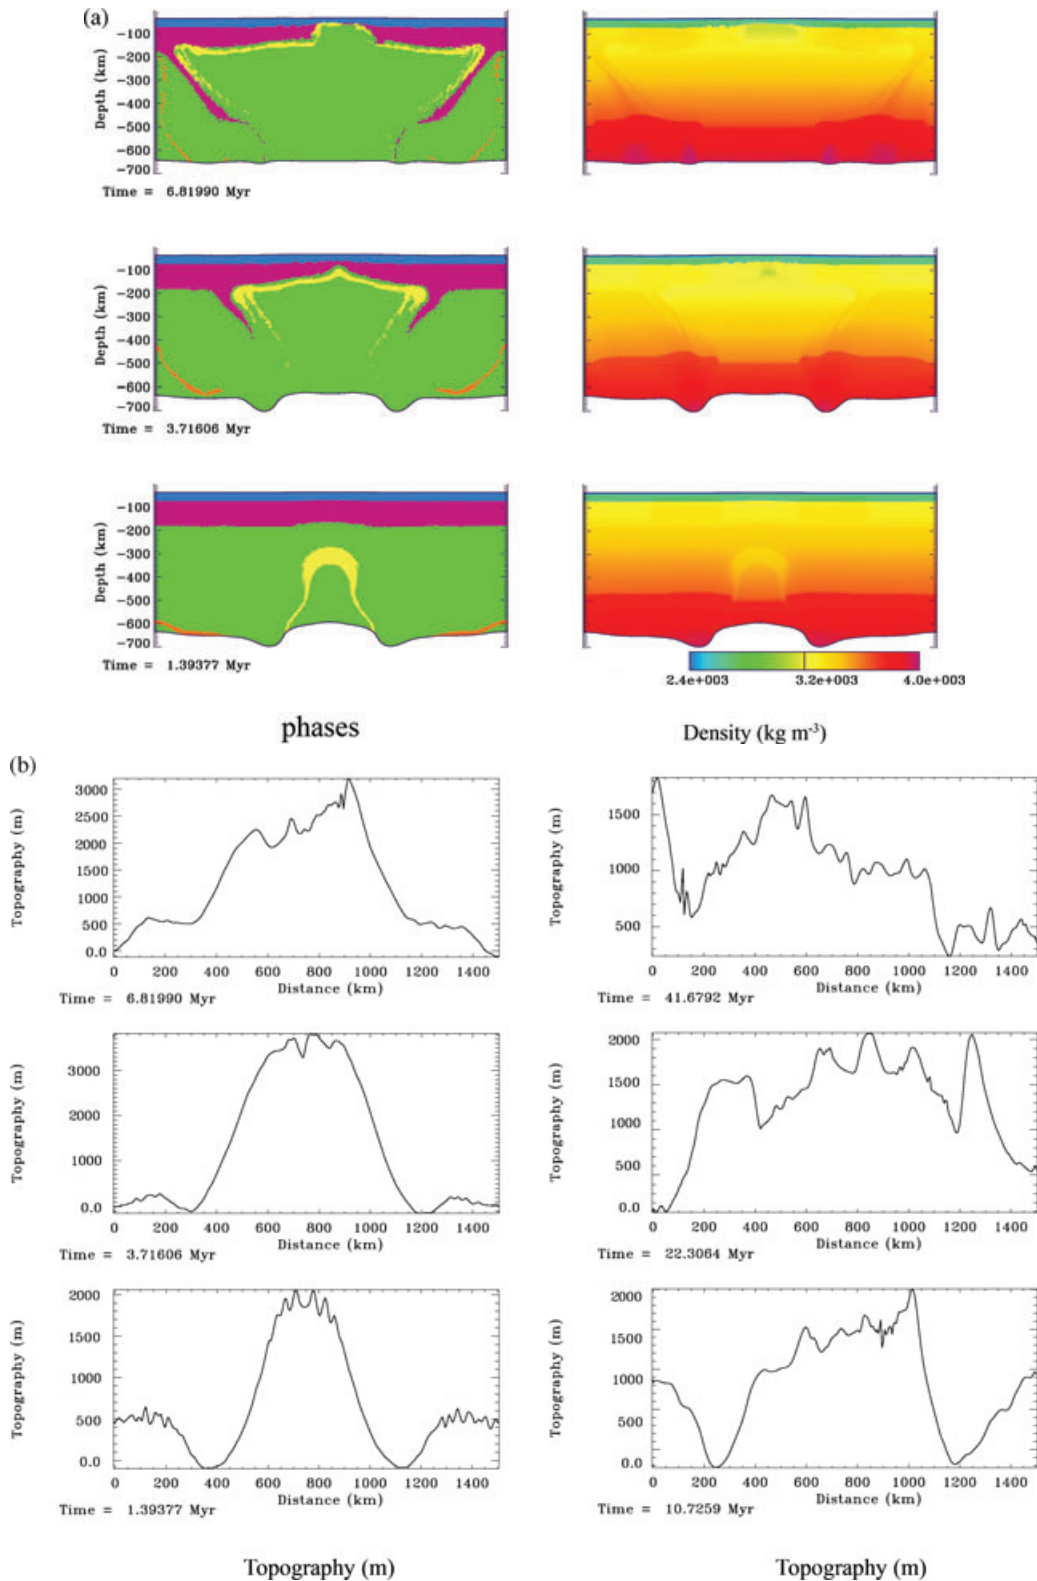 (a)
Depth (km)
-100
-200
-300
-400
-500
-600
-700
Time = 6.81990 Myr
Depth (km)
-100
-200
-300
-400
-500
-600
-700
Time = 3.71606 Myr
Depth (km)
-100
-200
-300
-400
-500
-600
-700
Time = 1.39377 Myr
2.4e+003 3.2e+003 4.0e+003
phases
Density (kg m-3)
(b)
Topography (m)
3000
2500
2000
1500
1000
500
0.0
0 200 400 600 800 1000 1200 1400
Distance (km)
Time = 6.81990 Myr
Topography (m)
1500
1000
500
0 200 400 600 800 1000 1200 1400
Distance (km)
Time = 41.6792 Myr
Topography (m)
3000
2000
1000
0.0
0 200 400 600 800 1000 1200 1400
Distance (km)
Time = 3.71606 Myr
Topography (m)
2000
1500
1000
500
0.0
0 200 400 600 800 1000 1200 1400
Distance (km)
Time = 22.3064 Myr
Topography (m)
2000
1500
1000
500
0.0
0 200 400 600 800 1000 1200 1400
Distance (km)
Time = 1.39377 Myr
Topography (m)
2000
1500
1000
500
0.0
0 200 400 600 800 1000 1200 1400
Distance (km)
Time = 10.7259 Myr
Topography (m)
Topography (m)